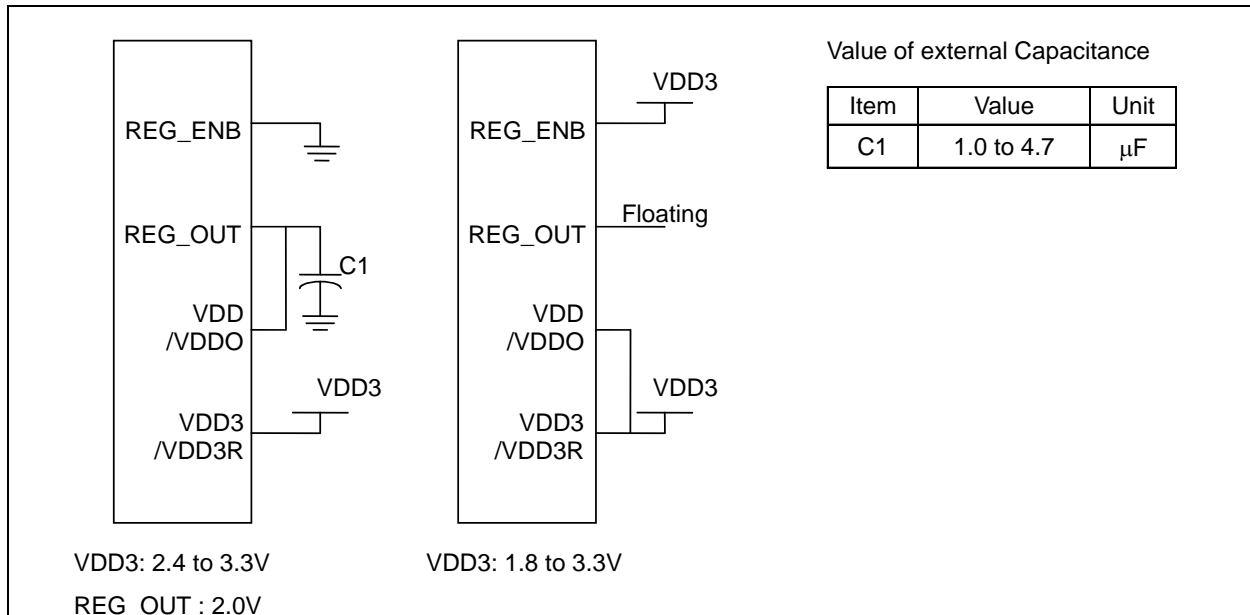 REG_ENB
REG_OUT
C1
VDD
/VDDO
VDD3
VDD3
/VDD3R
VDD3: 2.4 to 3.3V
REG_OUT : 2.0V
VDD3
REG_ENB
Floating
REG_OUT
VDD
/VDDO
VDD3
VDD3
/VDD3R
VDD3: 1.8 to 3.3V
Value of external Capacitance
Item Value Unit
C1 1.0 to 4.7 μF